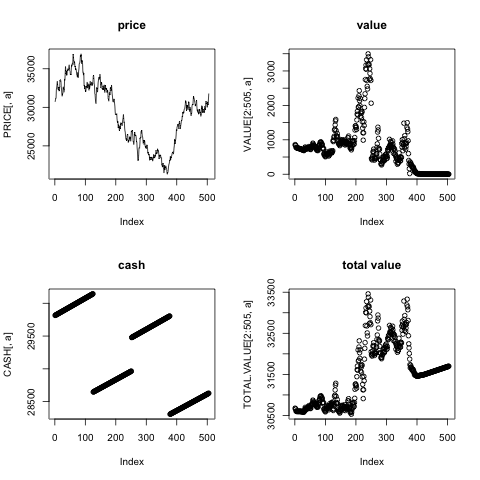 price
PRICE[, a]
25000 30000 35000
0 100 200 300 400 500
Index
value
VALUE[2:505, a]
0 1000 2000 3000
0 100 200 300 400 500
Index
cash
CASH[, a]
28500 29500
0 100 200 300 400 500
Index
total value
TOTAL.VALUE[2:505, a]
30500 31500 32500 33500
0 100 200 300 400 500
Index